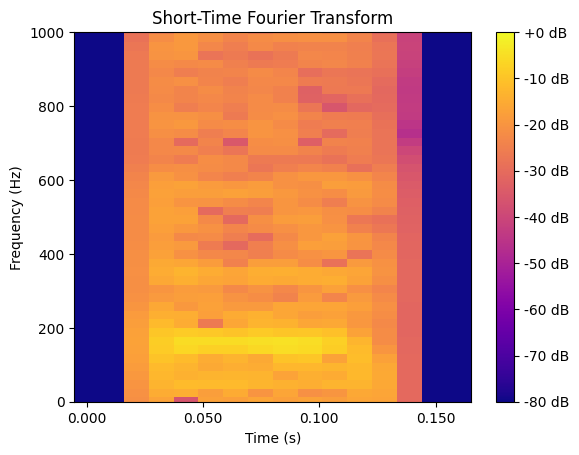 Short-Time Fourier Transform
1000
800
600
400
200
0
Frequency (Hz)
0.000
0.050
0.100
0.150
Time (s)
+0 dB
-10 dB
-20 dB
-30 dB
-40 dB
-50 dB
-60 dB
-70 dB
-80 dB